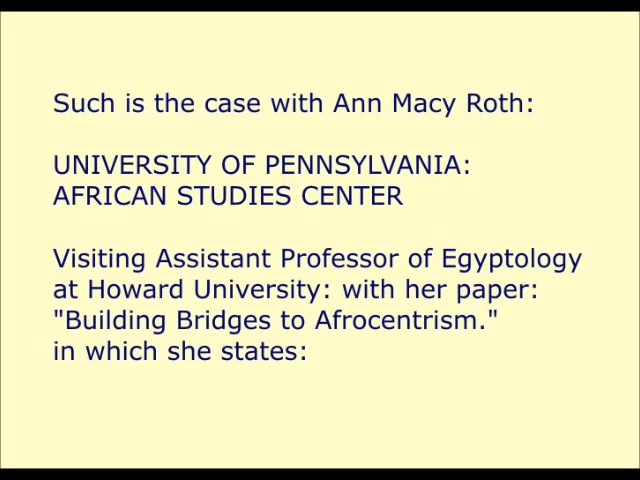 Such is the case with Ann Macy Roth:
UNIVERSITY OF PENNSYLVANIA:
AFRICAN STUDIES CENTER
Visiting Assistant Professor of Egyptology
at Howard University: with her paper:
"Building Bridges to Afrocentrism."
in which she states: